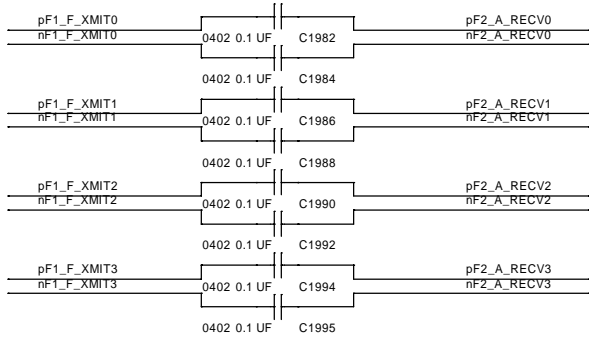 pF1_F_XMIT0 pF2_A_RECV0
nF1_F_XMIT0 0402 0.1 UF C1982 nF2_A_RECV0
0402 0.1 UF C1984
pF1_F_XMIT1 pF2_A_RECV1
nF1_F_XMIT1 0402 0.1 UF C1986 nF2_A_RECV1
0402 0.1 UF C1988
pF1_F_XMIT2 pF2_A_RECV2
nF1_F_XMIT2 0402 0.1 UF C1990 nF2_A_RECV2
0402 0.1 UF C1992
pF1_F_XMIT3 pF2_A_RECV3
nF1_F_XMIT3 0402 0.1 UF C1994 nF2_A_RECV3
0402 0.1 UF C1995